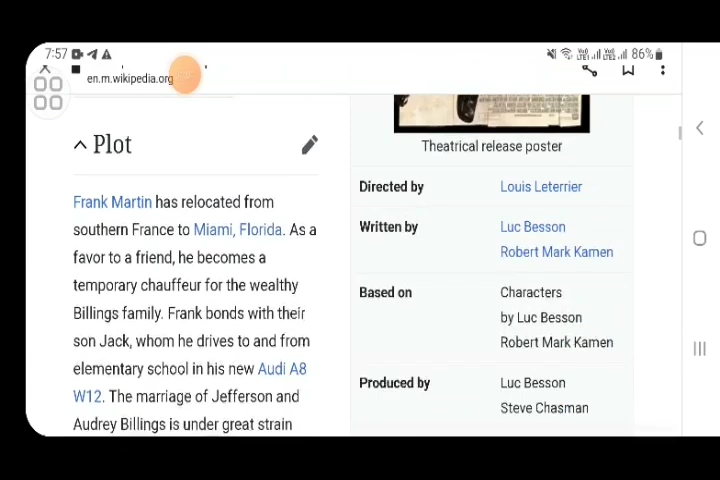 7:57
86%
en.m.wikipedia.org
Plot
Frank Martin has relocated from
southern France to Miami, Florida. As a
favor to a friend, he becomes a
temporary chauffeur for the wealthy
Billings family. Frank bonds with their
son Jack, whom he drives to and from
elementary school in his new Audi A8
W12. The marriage of Jefferson and
Audrey Billings is under great strain
Theatrical release poster
Directed by
Louis Leterrier
Written by
Luc Besson
Robert Mark Kamen
Based on
Characters
by Luc Besson
Robert Mark Kamen
Produced by
Luc Besson
Steve Chasman